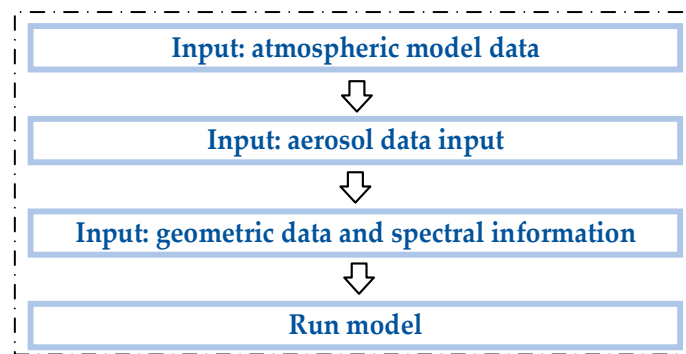 Input: atmospheric model data
Input: aerosol data input
Input: geometric data and spectral information
Run model